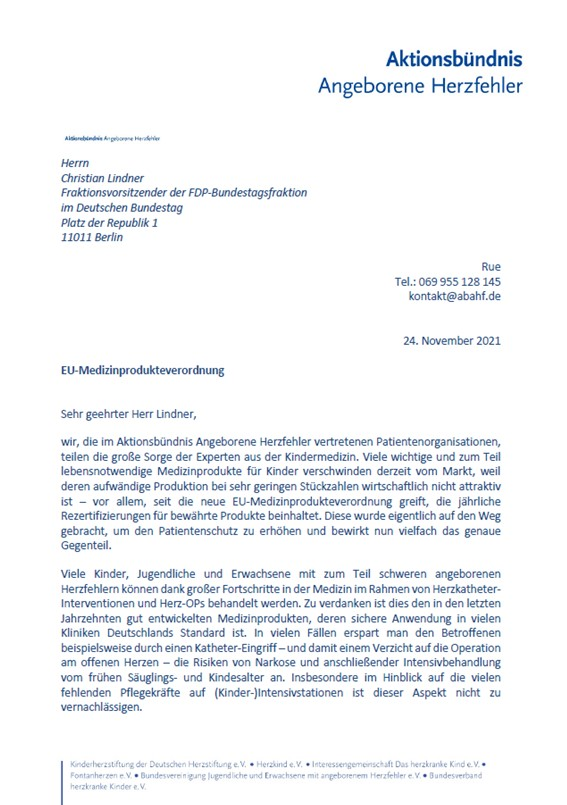 Aktionsbündnis
Angeborene Herzfehler
Aktionsbündnis Angeborene Herzfehler
Herrn
Christian Lindner
Fraktionsvorsitzender der FDP-Bundestagsfraktion
im Deutschen Bundestag
Platz der Republik 1
11011 Berlin
Rue
Tel.: 069 955 128 145
kontakt@abahf.de
24. November 2021
EU-Medizinprodukteverordnung
Sehr geehrter Herr Lindner,
wir, die im Aktionsbündnis Angeborene Herzfehler vertretenen Patientenorganisationen,
teilen die große Sorge der Experten aus der Kindermedizin. Viele wichtige und zum Teil
lebensnotwendige Medizinprodukte für Kinder verschwinden derzeit vom Markt, weil
deren aufwändige Produktion bei sehr geringen Stückzahlen wirtschaftlich nicht attraktiv
ist – vor allem, seit die neue EU-Medizinprodukteverordnung greift, die jährliche
Rezertifizierungen für bewährte Produkte beinhaltet. Diese wurde eigentlich auf den Weg
gebracht, um den Patientenschutz zu erhöhen und bewirkt nun vielfach das genaue
Gegenteil.
Viele Kinder, Jugendliche und Erwachsene mit zum Teil schweren angeborenen
Herzfehlern können dank großer Fortschritte in der Medizin im Rahmen von Herzkatheter-
Interventionen und Herz-OPs behandelt werden. Zu verdanken ist dies den in den letzten
Jahrzehnten gut entwickelten Medizinprodukten, deren sichere Anwendung in vielen
Kliniken Deutschlands Standard ist. In vielen Fällen erspart man den Betroffenen
beispielsweise durch einen Katheter-Eingriff – und damit einem Verzicht auf die Operation
am offenen Herzen – die Risiken von Narkose und anschließender Intensivbehandlung
vom frühen Säuglings- und Kindesalter an. Insbesondere im Hinblick auf die vielen
fehlenden Pflegekräfte auf (Kinder-)Intensivstationen ist dieser Aspekt nicht zu
vernachlässigen.
Kinderherzstiftung der Deutschen Herzstiftung e.V. ● Herzkind e.V. ● Interessengemeinschaft Das herzkranke Kind e.V. ●
Fontanherzen e.V. ● Bundesvereinigung Jugendliche und Erwachsene mit angeborenem Herzfehler e.V. ● Bundesverband
herzkranke Kinder e.V.